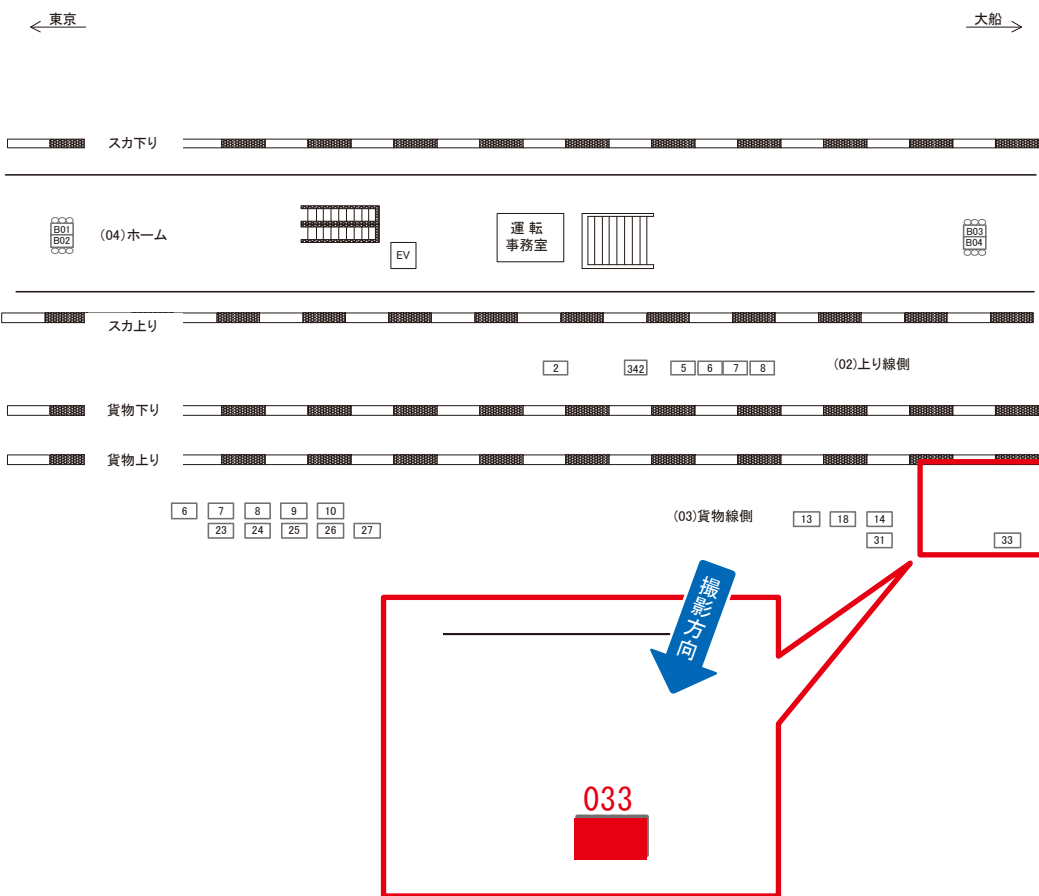 東京
大船
スカ下り
B01
B02
(04)ホーム
EV
運 転
事務室
B03
B04
スカ上り
2
342
5
6
7
8
(02)上り線側
貨物下り
貨物上り
6
7
8
9
10
23
24
25
26
27
(03)貨物線側
13
18
14
31
33
撮影方向
033